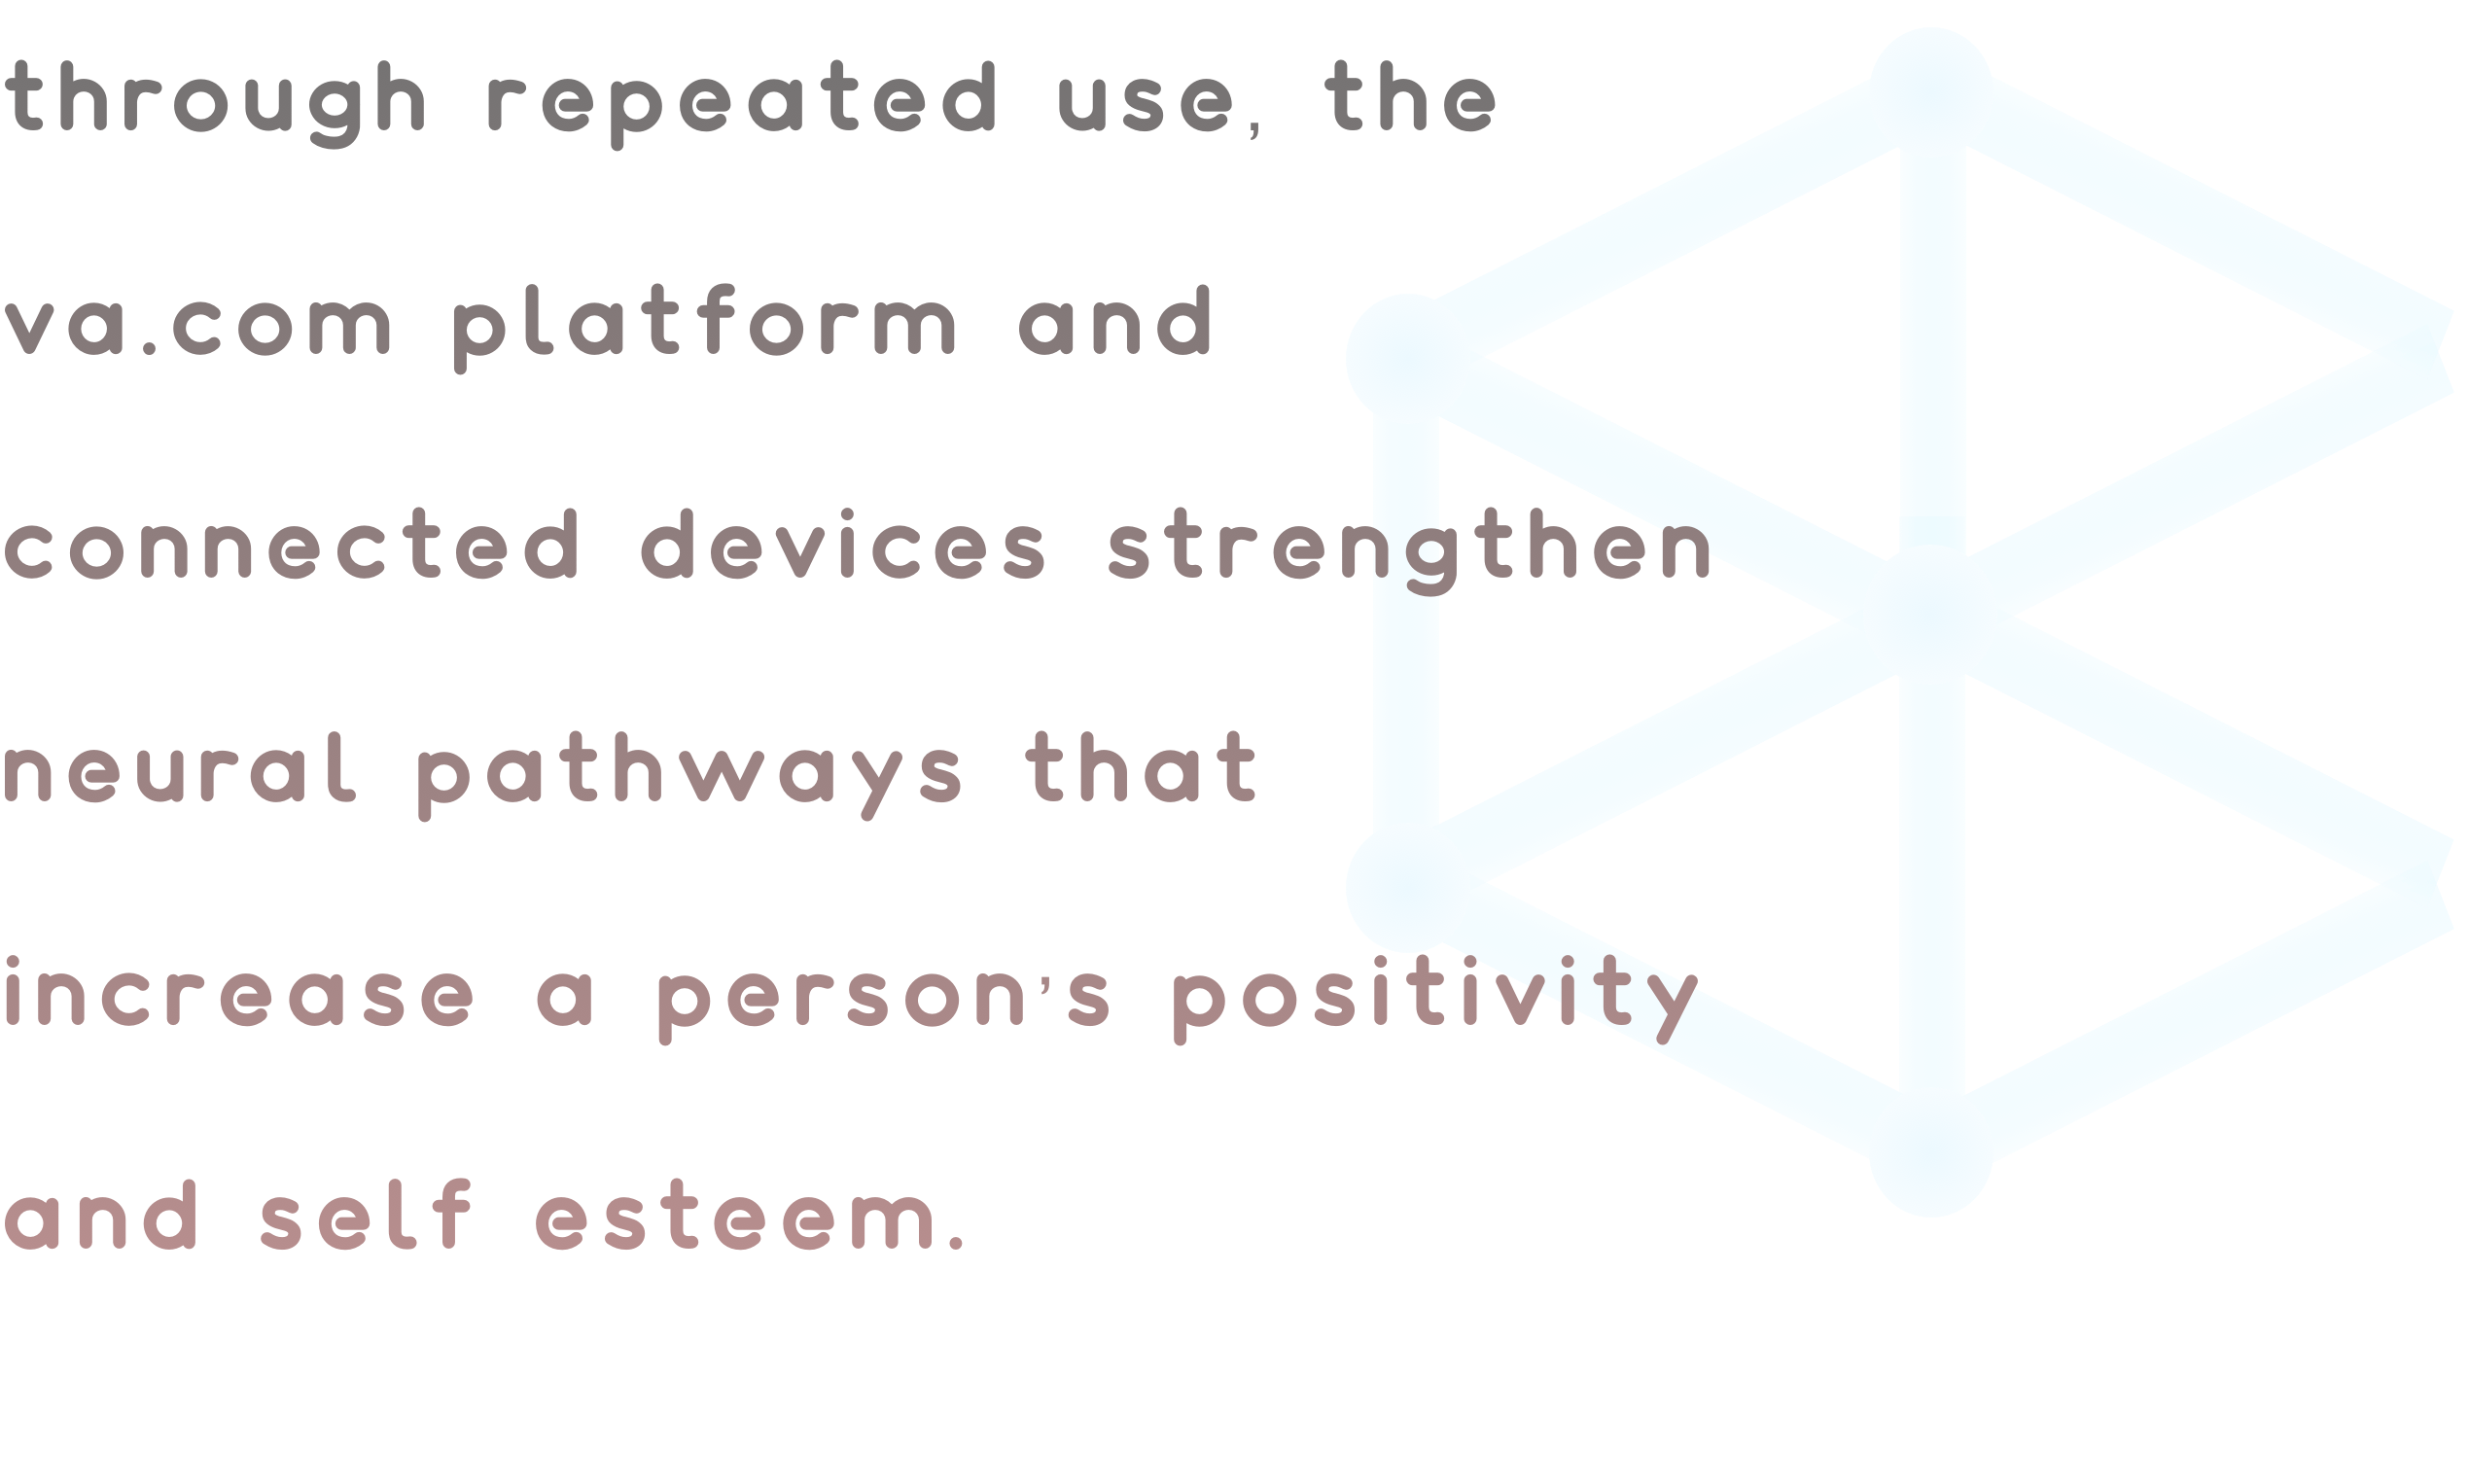 through repeated use, the
va.com platform and
connected devices strengthen
neural pathways that
increase a person's positivity
and self esteem.